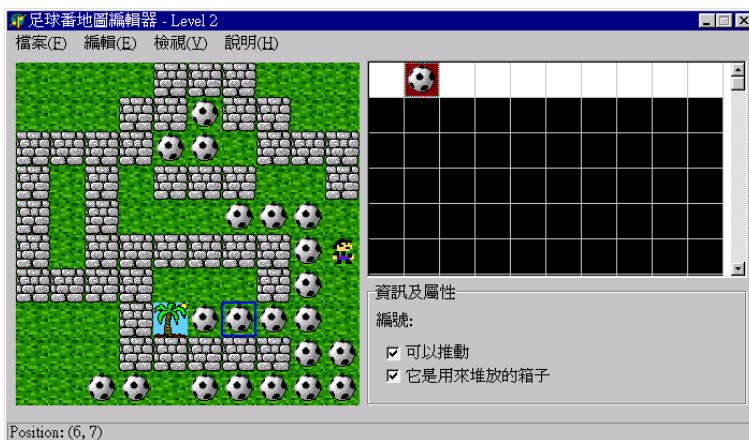 足球番地圖編輯器 - Level 2
檔案(F) 編輯(E) 檢視(V) 說明(H)
資訊及屬性
編號:
可以推動
它是用來堆放的箱子
Position: (6, 7)